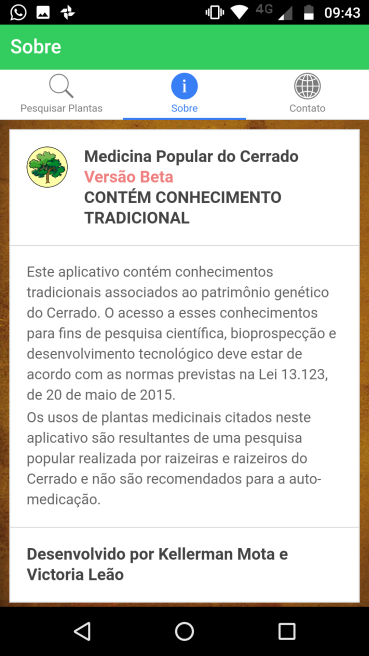 4G 09:43
Sobre
Pesquisar Plantas Sobre Contato
Medicina Popular do Cerrado
Versão Beta
CONTÉM CONHECIMENTO
TRADICIONAL
Este aplicativo contém conhecimentos
tradicionais associados ao patrimônio genético
do Cerrado. O acesso a esses conhecimentos
para fins de pesquisa científica, bioprospecção e
desenvolvimento tecnológico deve estar de
acordo com as normas previstas na Lei 13.123,
de 20 de maio de 2015.
Os usos de plantas medicinais citados neste
aplicativo são resultantes de uma pesquisa
popular realizada por raizeiras e raizeiros do
Cerrado e não são recomendados para a auto-
medicação.
Desenvolvido por Kellerman Mota e
Victoria Leão